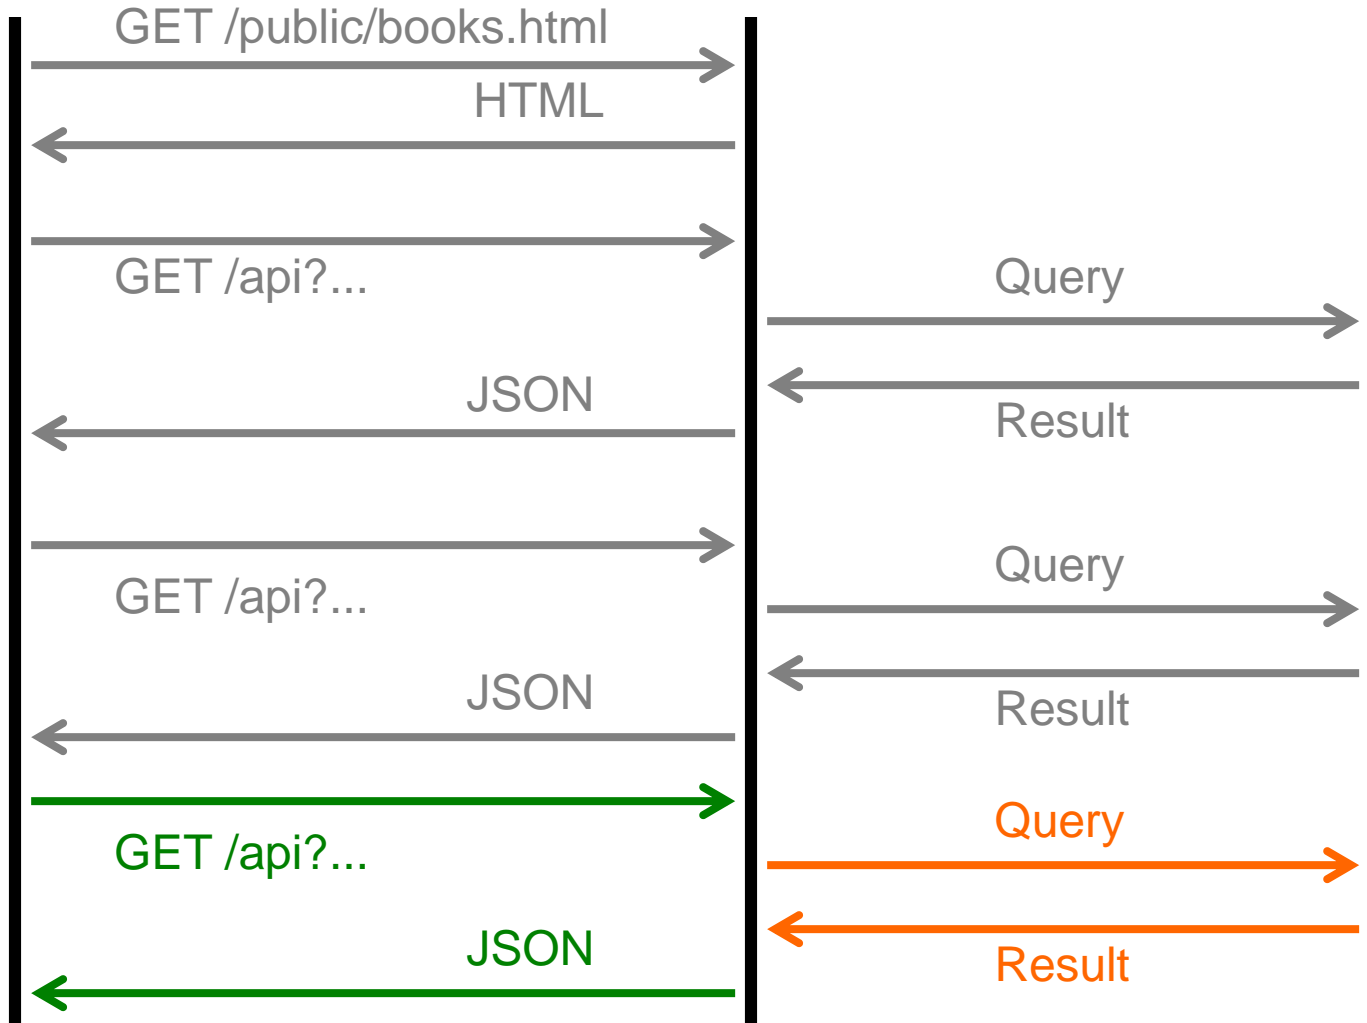 GET /public/books.html
HTML
GET /api?...
Query
JSON
Result
GET /api?...
Query
JSON
Result
GET /api?...
Query
JSON
Result